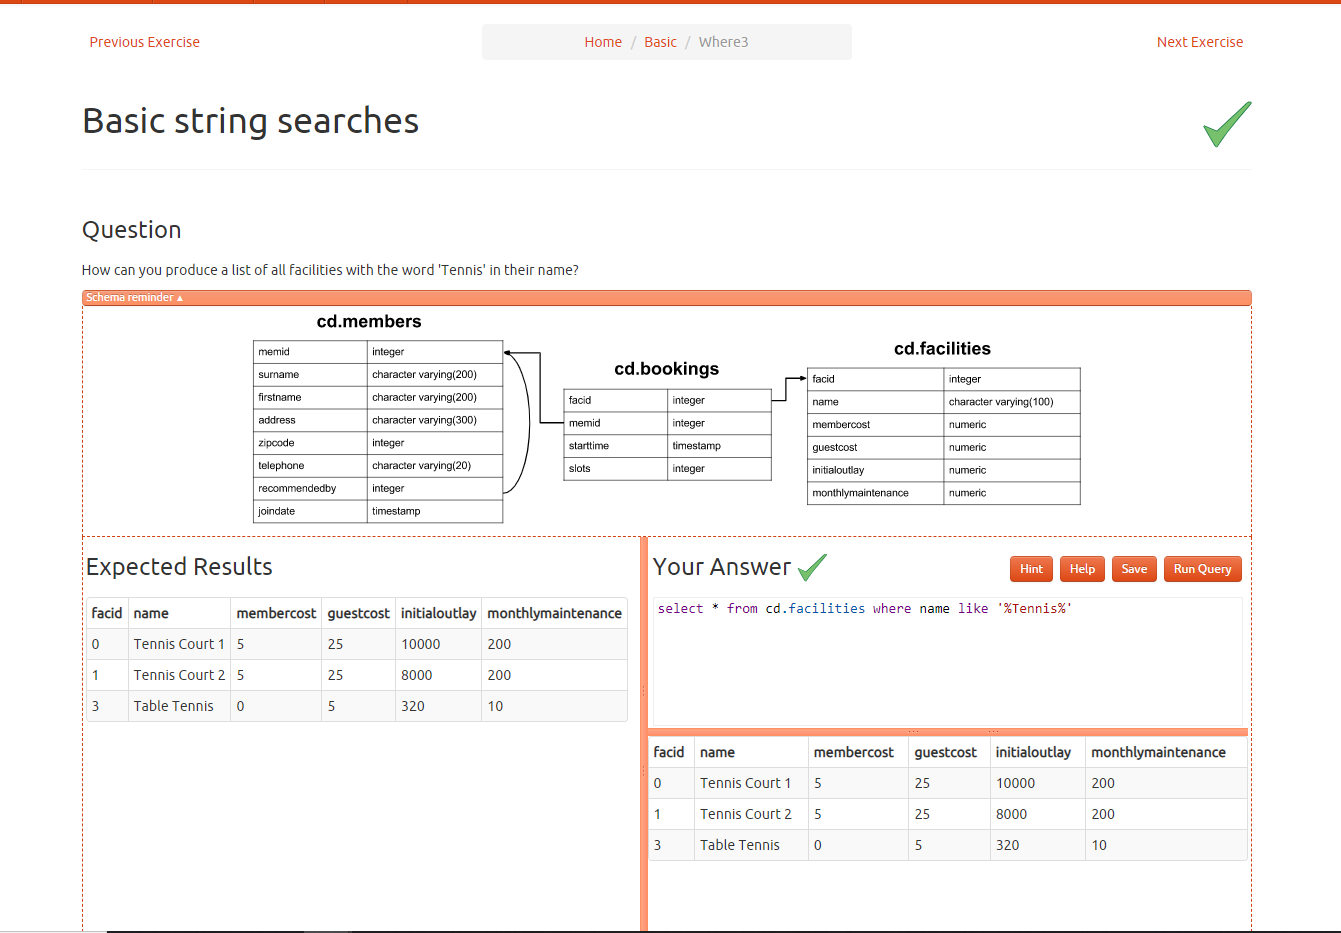 Previous Exercise
Home / Basic / Where3
Next Exercise
Basic string searches
Question
How can you produce a list of all facilities with the word 'Tennis' in their name?
Schema reminder ▲
cd.members
memid integer
surname character varying(200)
firstname character varying(200)
address character varying(300)
zipcode integer
telephone character varying(20)
recommendedby integer
joindate timestamp
cd.bookings
facid integer
memid integer
starttime timestamp
slots integer
cd.facilities
facid integer
name character varying(100)
membercost numeric
guestcost numeric
initialoutlay numeric
monthlymaintenance numeric
Expected Results
facid name membercost guestcost initialoutlay monthlymaintenance
0 Tennis Court 1 5 25 10000 200
1 Tennis Court 2 5 25 8000 200
3 Table Tennis 0 5 320 10
Your Answer
Hint Help Save Run Query
select * from cd.facilities where name like '%Tennis%'
facid name membercost guestcost initialoutlay monthlymaintenance
0 Tennis Court 1 5 25 10000 200
1 Tennis Court 2 5 25 8000 200
3 Table Tennis 0 5 320 10